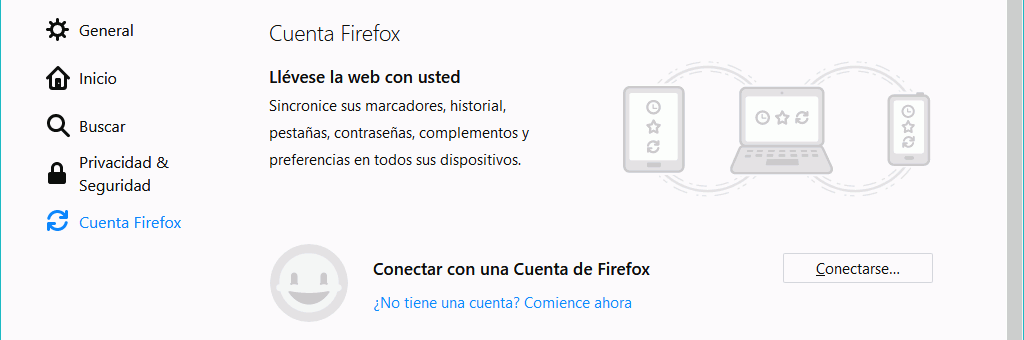 General
Inicio
Buscar
Privacidad &
Seguridad
Cuenta Firefox
Cuenta Firefox
Llévese la web con usted
Sincronice sus marcadores, historial,
pestañas, contraseñas, complementos y
preferencias en todos sus dispositivos.
Conectar con una Cuenta de Firefox
¿No tiene una cuenta? Comience ahora
Conectarse...